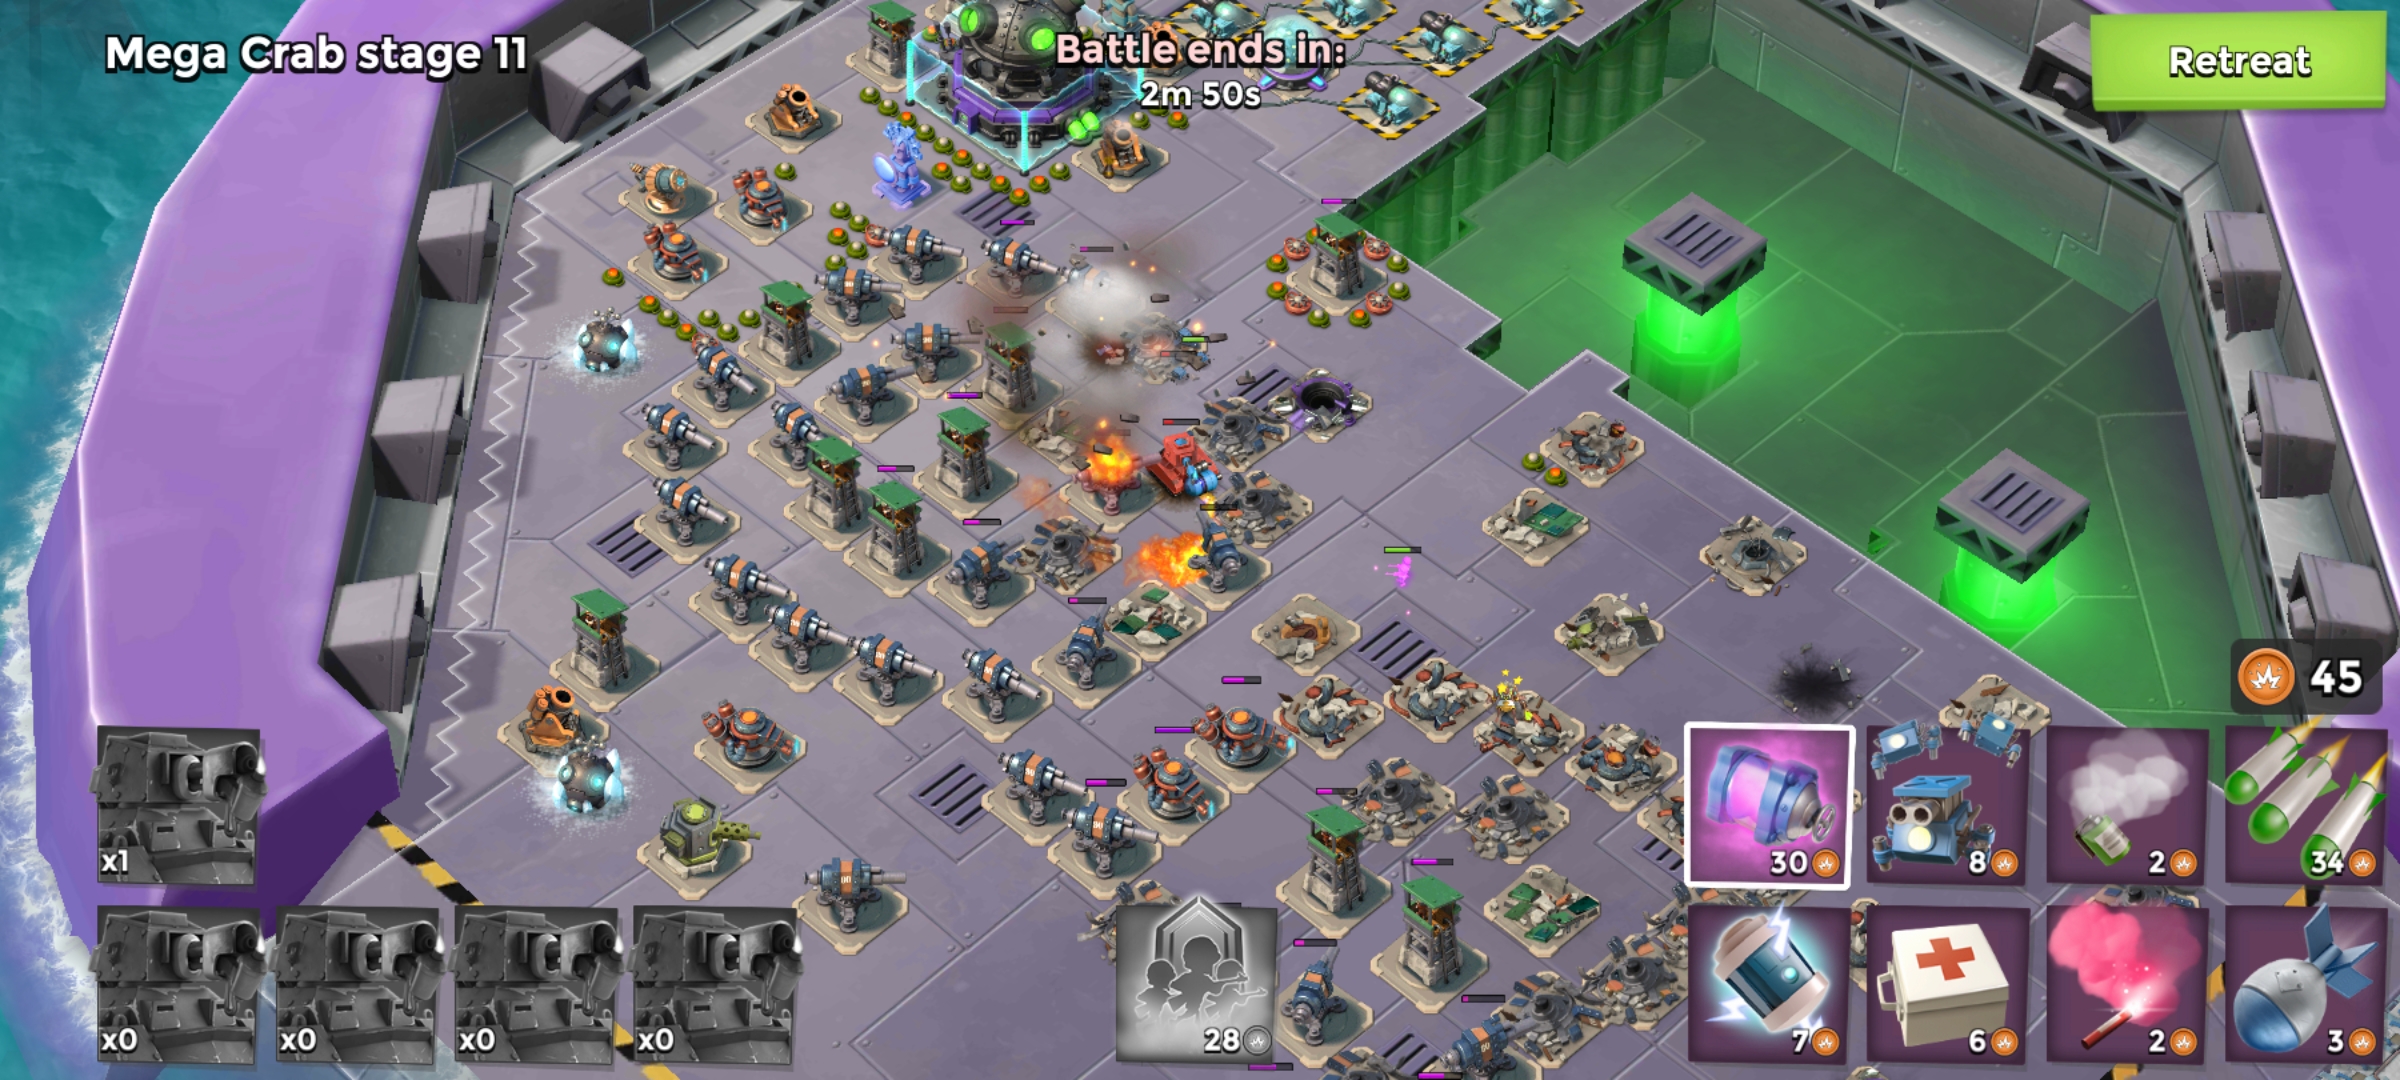 Mega Crab stage 11
Battle ends in:
2m 50s
Retreat
45
x1
30
8
2
34
x0
x0
x0
x0
28
7
6
2
3